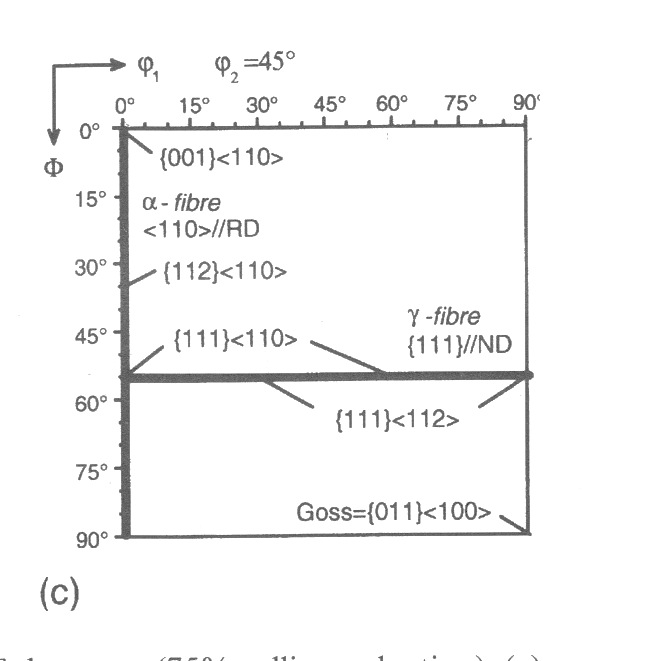 φ₁ φ₂=45°
0° 15° 30° 45° 60° 75° 90°
0°
Φ
{001}<110>
15°
α - fibre
<110>//RD
30°
{112}<110>
γ -fibre
45°
{111}<110>
{111}//ND
60°
{111}<112>
75°
Goss={011}<100>
90°
(c)